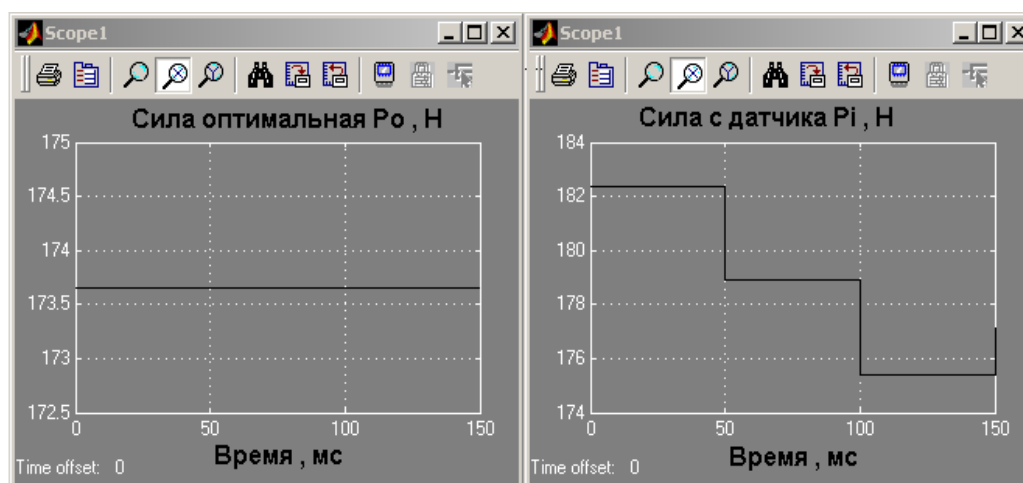 Scope1
Сила оптимальная Ро , Н
175
174.5
174
173.5
173
172.5
0 50 100 150
Время , мс
Time offset: 0
Scope1
Сила с датчика Pi , Н
184
182
180
178
176
174
0 50 100 150
Время , мс
Time offset: 0